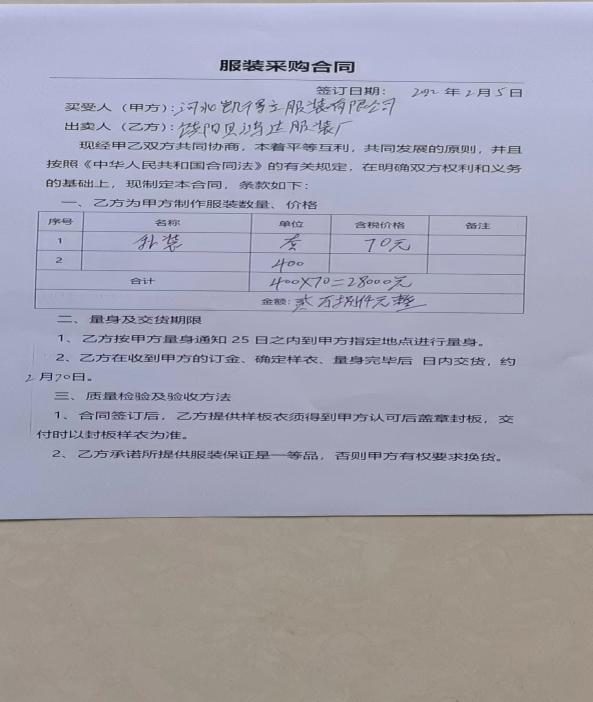 服装采购合同
签订日期: 年2月5日
买受人（甲方）:河北凯 服装有限公司
出卖人（乙方）:饶阳县鸿达服装厂
现经甲乙双方共同协商，本着平等互利，共同发展的原则，并且
按照《中华人民共和国合同法》的有关规定，在明确双方权利和义务
的基础上，现制定本合同，条款如下：
一、乙方为甲方制作服装数量、价格
序号 名称 单位 含税价格 备注
1 外装 套 70元
2 400
合计 400×70=28000元
金额: 贰万捌仟元整
二、量身及交货期限
1、乙方按甲方量身通知 25 日之内到甲方指定地点进行量身。
2、乙方在收到甲方的订金、确定样衣、量身完毕后 日内交货，约
2月 日。
三、质量检验及验收方法
1、合同签订后，乙方提供样板衣须得到甲方认可后盖章封板，交
付时以封板样衣为准。
2、乙方承诺所提供服装保证是一等品，否则甲方有权要求换货。